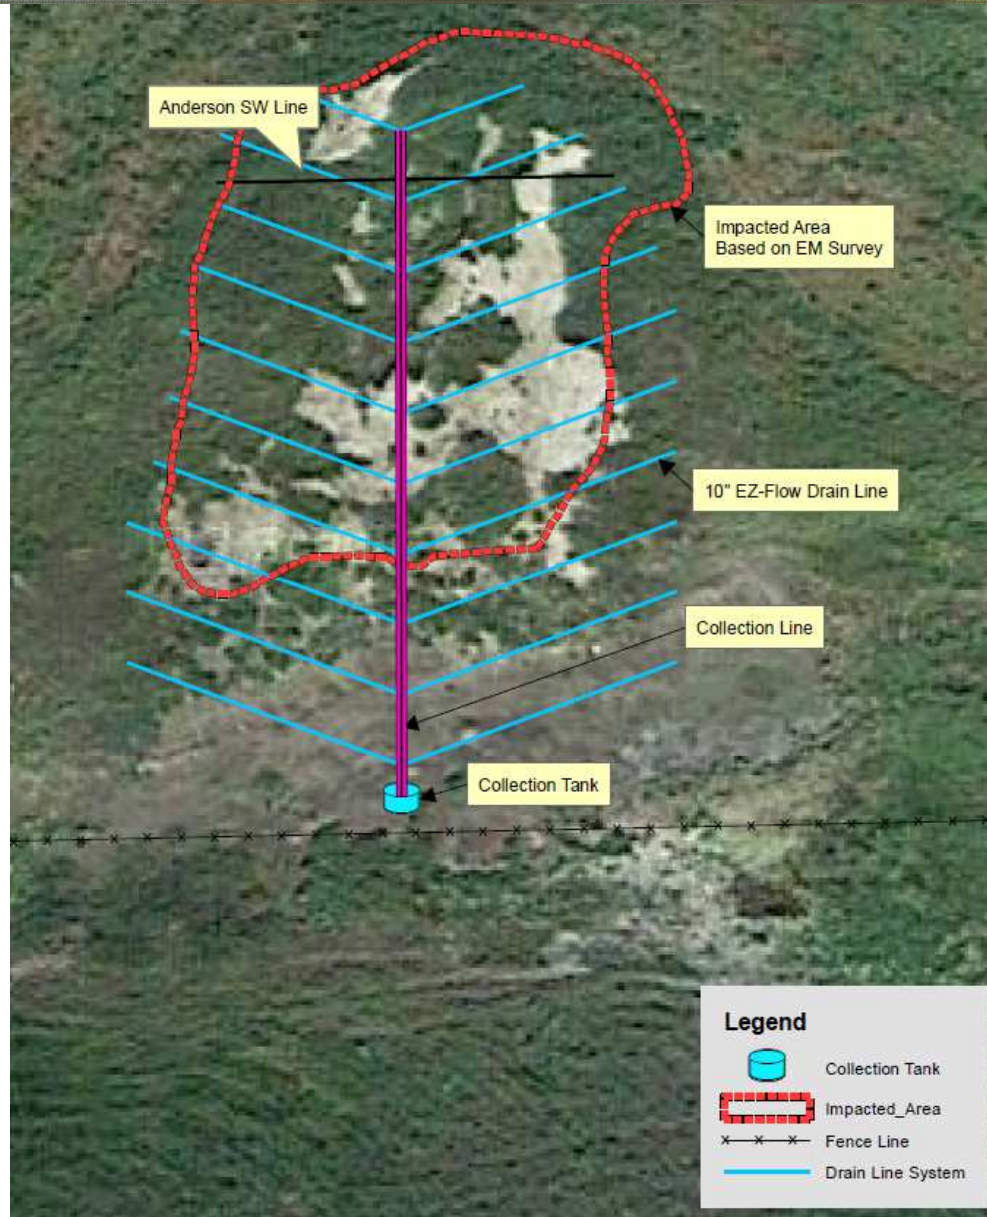 Anderson SW Line
Impacted Area
Based on EM Survey
10" EZ-Flow Drain Line
Collection Line
Collection Tank
Legend
Collection Tank
Impacted_Area
Fence Line
Drain Line System